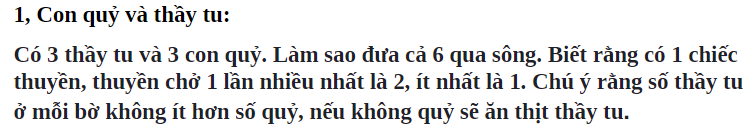 1, Con quỷ và thầy tu:
Có 3 thầy tu và 3 con quỷ. Làm sao đưa cả 6 qua sông. Biết rằng có 1 chiếc
thuyền, thuyền chở 1 lần nhiều nhất là 2, ít nhất là 1. Chú ý rằng số thầy tu
ở mỗi bờ không ít hơn số quỷ, nếu không quỷ sẽ ăn thịt thầy tu.